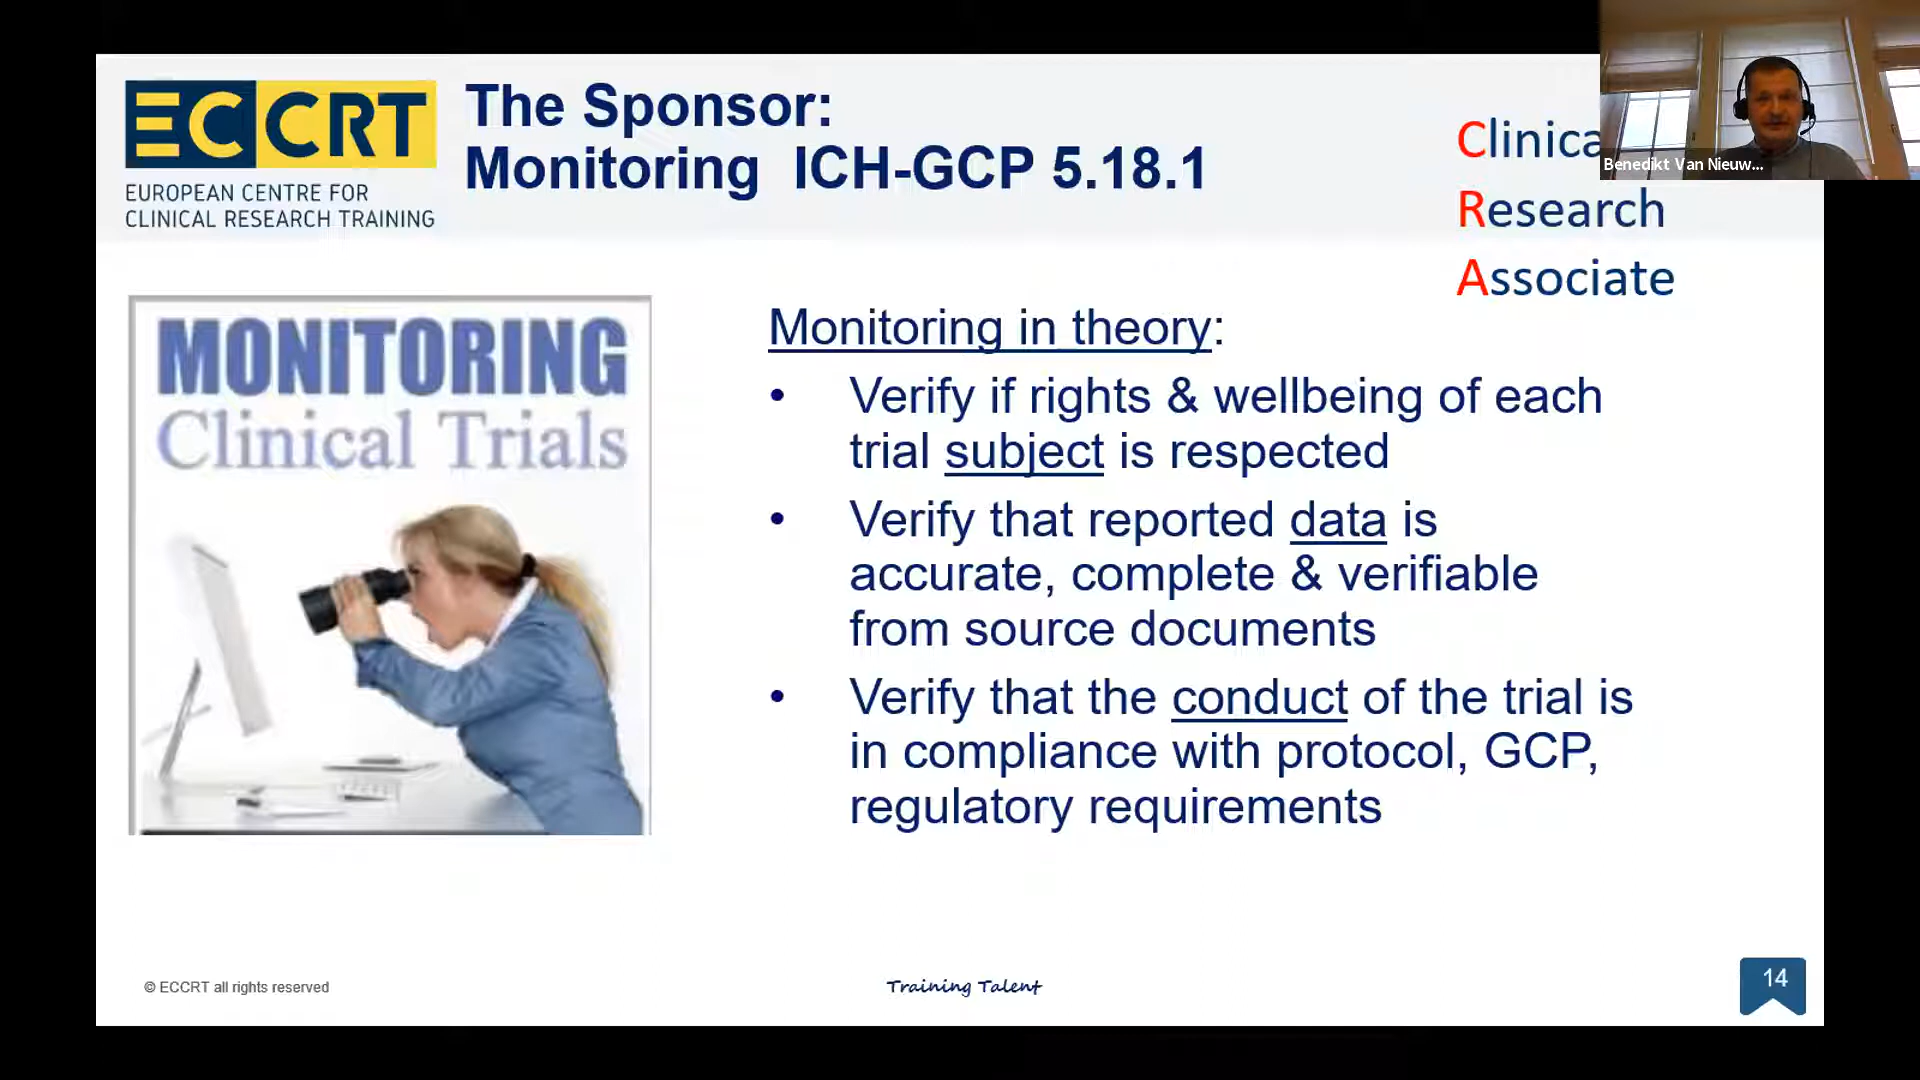 ECCRT
EUROPEAN CENTRE FOR
CLINICAL RESEARCH TRAINING
The Sponsor:
Monitoring ICH-GCP 5.18.1
Clinica
Research
Associate
Benedikt Van Nieuw...
MONITORING
Clinical Trials
Monitoring in theory:
• Verify if rights & wellbeing of each
trial subject is respected
• Verify that reported data is
accurate, complete & verifiable
from source documents
• Verify that the conduct of the trial is
in compliance with protocol, GCP,
regulatory requirements
© ECCRT all rights reserved
Training Talent
14